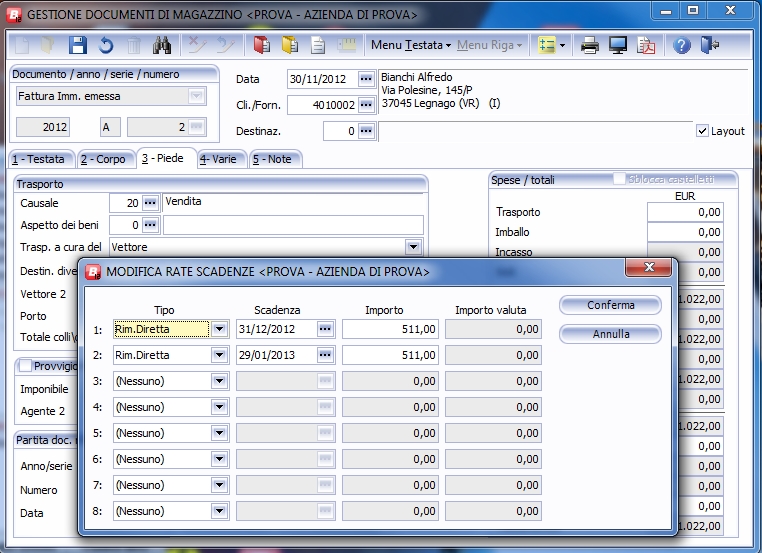 GESTIONE DOCUMENTI DI MAGAZZINO <PROVA - AZIENDA DI PROVA>
Menu Testata Menu Riga
Documento / anno / serie / numero
Fattura Imm. emessa
2012 A 2
Data 30/11/2012
Cli./Forn. 4010002
Destinaz. 0
Bianchi Alfredo
Via Polesine, 145/P
37045 Legnago (VR) (I)
Layout
1 - Testata 2 - Corpo 3 - Piede 4- Varie 5 - Note
Trasporto
Causale 20 Vendita
Aspetto dei beni 0
Trasp. a cura del Vettore
Destin. dive
Vettore 2
Porto
Totale colli\
Provvigio
Imponibile
Agente 2
Partita doc.
Anno/serie
Numero
Data
Spese / totali Sblocca castelletti
EUR
Trasporto 0,00
Imballo 0,00
Incasso 0,00
0,00
1.022,00
0,00
0,00
0,00
1.022,00
0,00
1.022,00
0,00
0,00
0,00
1.022,00
MODIFICA RATE SCADENZE <PROVA - AZIENDA DI PROVA>
Tipo Scadenza Importo Importo valuta
1: Rim.Diretta 31/12/2012 511,00 0,00
2: Rim.Diretta 29/01/2013 511,00 0,00
3: (Nessuno) 0,00 0,00
4: (Nessuno) 0,00 0,00
5: (Nessuno) 0,00 0,00
6: (Nessuno) 0,00 0,00
7: (Nessuno) 0,00 0,00
8: (Nessuno) 0,00 0,00
Conferma
Annulla